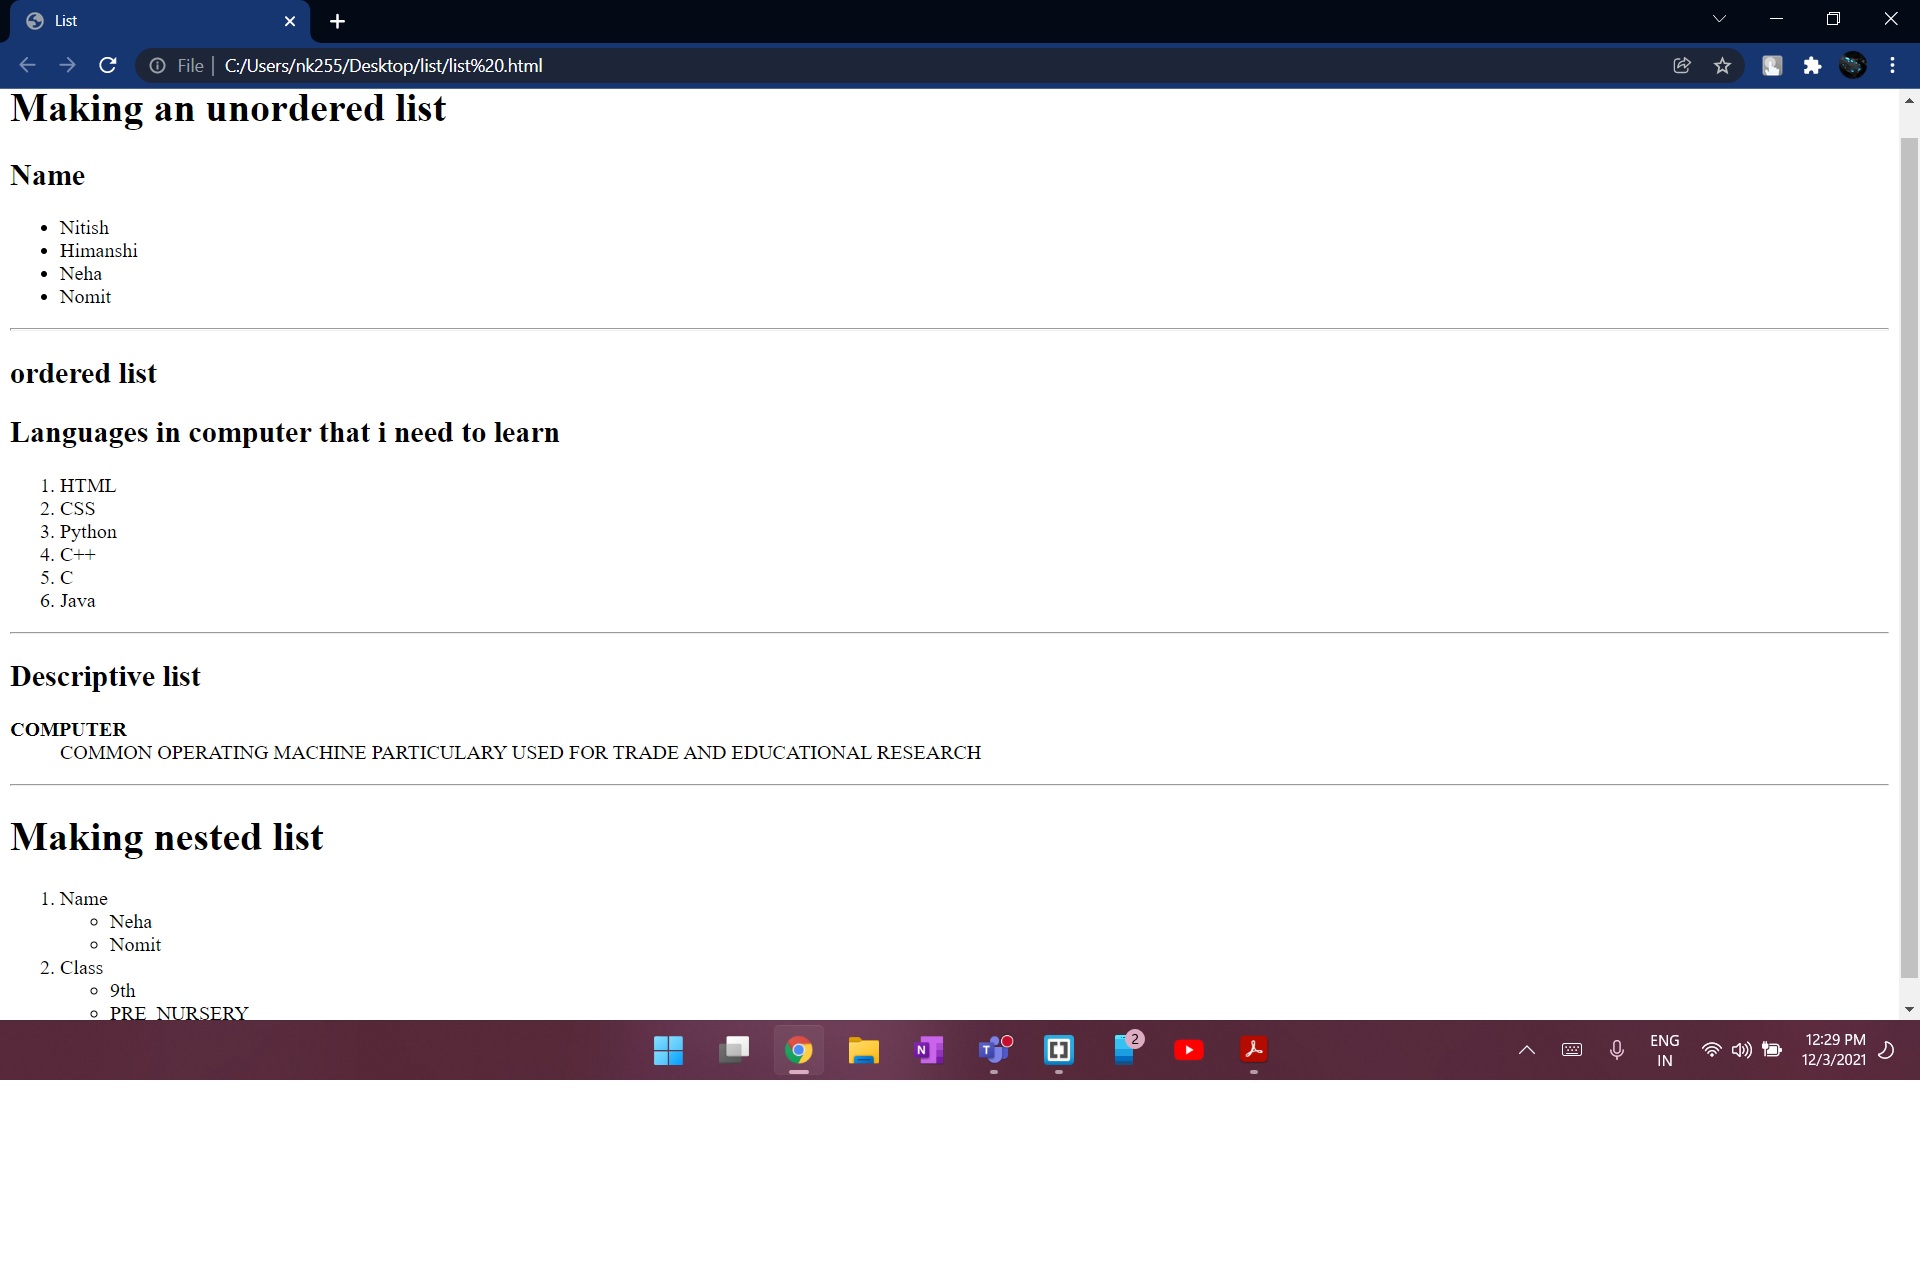 List
File | C:/Users/nk255/Desktop/list/list%20.html
Making an unordered list
Name
• Nitish
• Himanshi
• Neha
• Nomit
ordered list
Languages in computer that i need to learn
1. HTML
2. CSS
3. Python
4. C++
5. C
6. Java
Descriptive list
COMPUTER
COMMON OPERATING MACHINE PARTICULARY USED FOR TRADE AND EDUCATIONAL RESEARCH
Making nested list
1. Name
◦ Neha
◦ Nomit
2. Class
◦ 9th
◦ PRE_NURSERY
N
T
2
ENG
IN
12:29 PM
12/3/2021